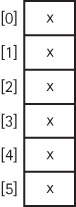 [0] x
[1] x
[2] x
[3] x
[4] x
[5] x